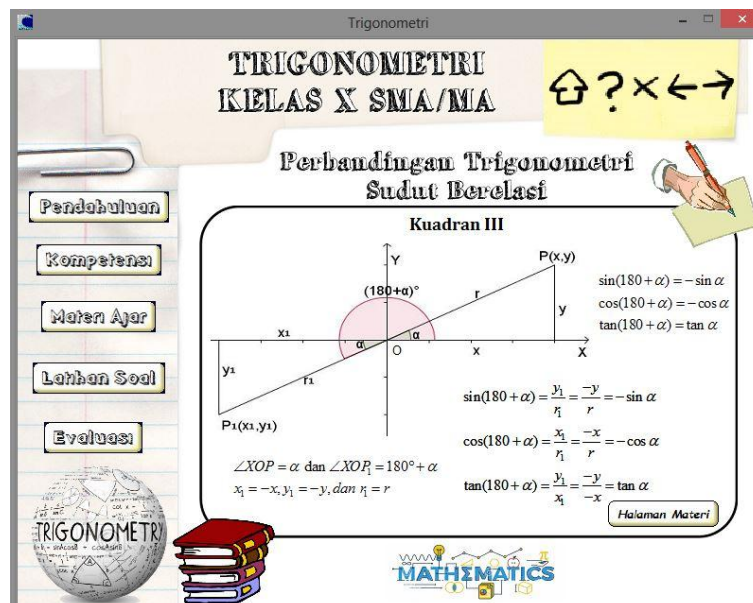 Trigonometri
TRIGONOMETRI
KELAS X SMA/MA
Perbandingan Trigonometri
Sudut Berelasi
Pendahuluan
Kompetensi
Materi Ajar
Latihan Soal
Evaluasi
TRIGONOMETRI
Kuadran III
Y
P(x,y)
(180+α)°
r
y
x₁
α
α
O
x
X
y₁
r₁
P₁(x₁,y₁)
sin(180+α)=-sin α
cos(180+α)=-cos α
tan(180+α)=tan α
sin(180+α)=y₁/r₁=-y/r=-sin α
cos(180+α)=x₁/r₁=-x/r=-cos α
tan(180+α)=y₁/x₁=-y/-x=tan α
∠XOP=α dan ∠XOP₁=180°+α
x₁=-x, y₁=-y, dan r₁=r
Halaman Materi
MATHΣMATICS